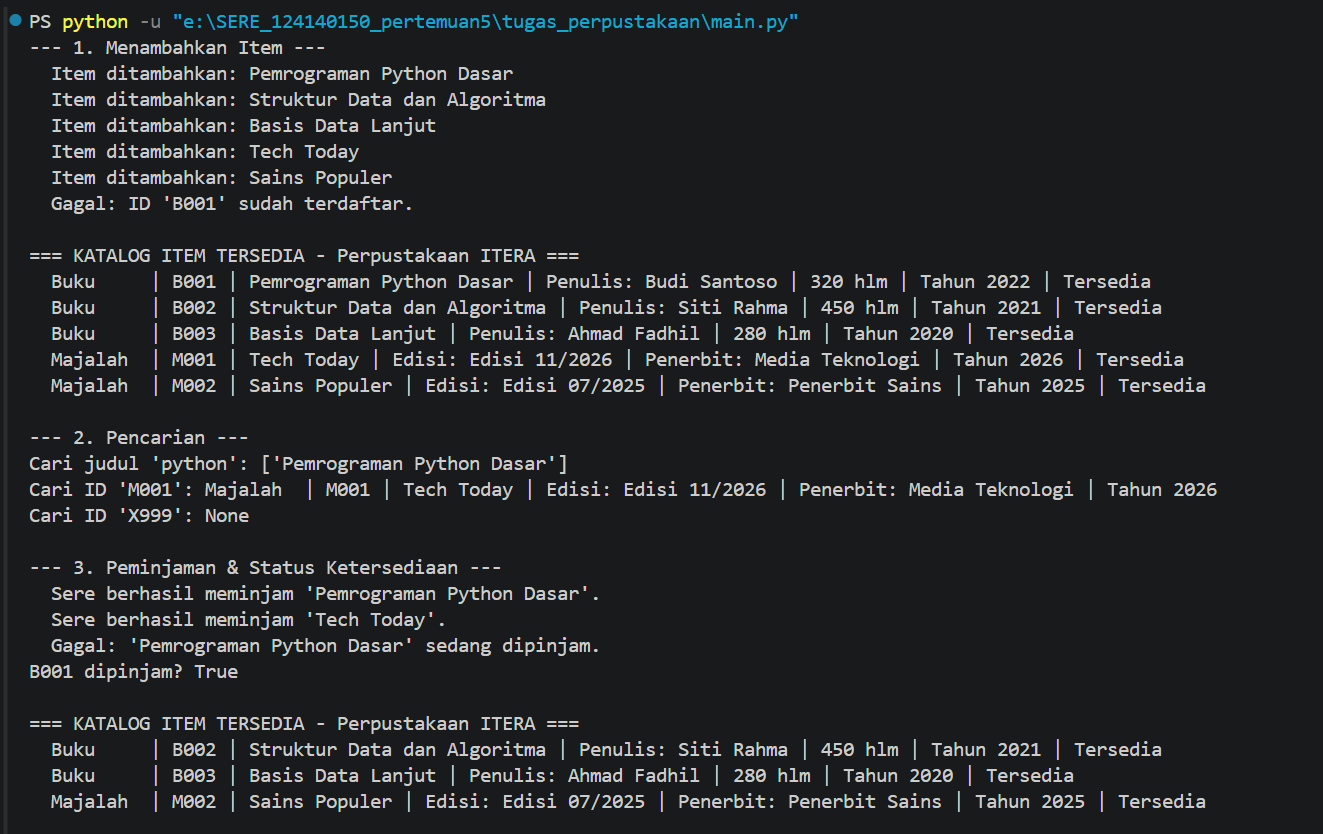 PS python -u "e:\SERE_124140150_pertemuan5\tugas_perpustakaan\main.py"
--- 1. Menambahkan Item ---
  Item ditambahkan: Pemrograman Python Dasar
  Item ditambahkan: Struktur Data dan Algoritma
  Item ditambahkan: Basis Data Lanjut
  Item ditambahkan: Tech Today
  Item ditambahkan: Sains Populer
  Gagal: ID 'B001' sudah terdaftar.

=== KATALOG ITEM TERSEDIA - Perpustakaan ITERA ===
  Buku     | B001 | Pemrograman Python Dasar | Penulis: Budi Santoso | 320 hlm | Tahun 2022 | Tersedia
  Buku     | B002 | Struktur Data dan Algoritma | Penulis: Siti Rahma | 450 hlm | Tahun 2021 | Tersedia
  Buku     | B003 | Basis Data Lanjut | Penulis: Ahmad Fadhil | 280 hlm | Tahun 2020 | Tersedia
  Majalah  | M001 | Tech Today | Edisi: Edisi 11/2026 | Penerbit: Media Teknologi | Tahun 2026 | Tersedia
  Majalah  | M002 | Sains Populer | Edisi: Edisi 07/2025 | Penerbit: Penerbit Sains | Tahun 2025 | Tersedia

--- 2. Pencarian ---
Cari judul 'python': ['Pemrograman Python Dasar']
Cari ID 'M001': Majalah  | M001 | Tech Today | Edisi: Edisi 11/2026 | Penerbit: Media Teknologi | Tahun 2026
Cari ID 'X999': None

--- 3. Peminjaman & Status Ketersediaan ---
  Sere berhasil meminjam 'Pemrograman Python Dasar'.
  Sere berhasil meminjam 'Tech Today'.
  Gagal: 'Pemrograman Python Dasar' sedang dipinjam.
B001 dipinjam? True

=== KATALOG ITEM TERSEDIA - Perpustakaan ITERA ===
  Buku     | B002 | Struktur Data dan Algoritma | Penulis: Siti Rahma | 450 hlm | Tahun 2021 | Tersedia
  Buku     | B003 | Basis Data Lanjut | Penulis: Ahmad Fadhil | 280 hlm | Tahun 2020 | Tersedia
  Majalah  | M002 | Sains Populer | Edisi: Edisi 07/2025 | Penerbit: Penerbit Sains | Tahun 2025 | Tersedia